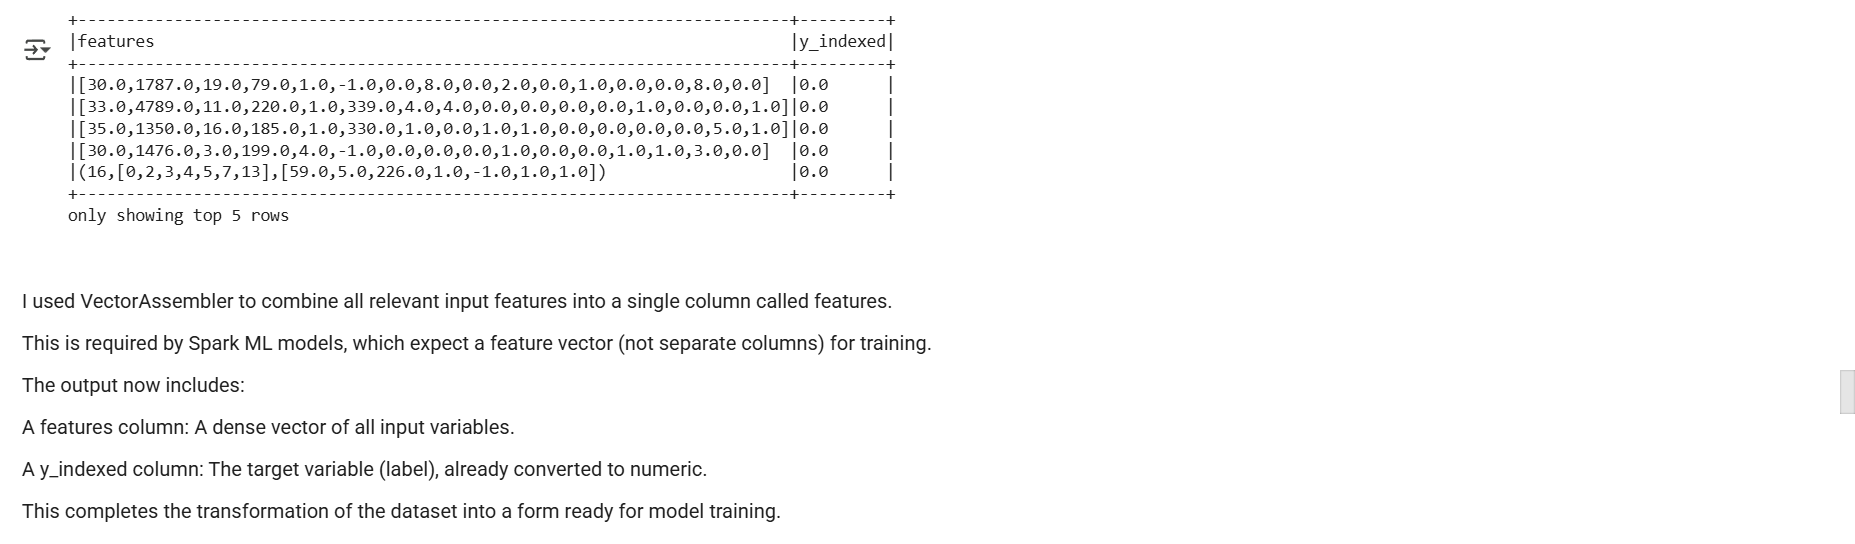 +-----------------------------------------------------------------------+---------+
|features                                                               |y_indexed|
+-----------------------------------------------------------------------+---------+
|[30.0,1787.0,19.0,79.0,1.0,-1.0,0.0,8.0,0.0,2.0,0.0,1.0,0.0,0.0,8.0,0.0]  |0.0      |
|[33.0,4789.0,11.0,220.0,1.0,339.0,4.0,4.0,0.0,0.0,0.0,0.0,1.0,0.0,0.0,1.0]|0.0      |
|[35.0,1350.0,16.0,185.0,1.0,330.0,1.0,0.0,1.0,1.0,0.0,0.0,0.0,0.0,5.0,1.0]|0.0      |
|[30.0,1476.0,3.0,199.0,4.0,-1.0,0.0,0.0,0.0,1.0,0.0,0.0,1.0,1.0,3.0,0.0]  |0.0      |
|(16,[0,2,3,4,5,7,13],[59.0,5.0,226.0,1.0,-1.0,1.0,1.0])                |0.0      |
+-----------------------------------------------------------------------+---------+
only showing top 5 rows
I used VectorAssembler to combine all relevant input features into a single column called features.
This is required by Spark ML models, which expect a feature vector (not separate columns) for training.
The output now includes:
A features column: A dense vector of all input variables.
A y_indexed column: The target variable (label), already converted to numeric.
This completes the transformation of the dataset into a form ready for model training.